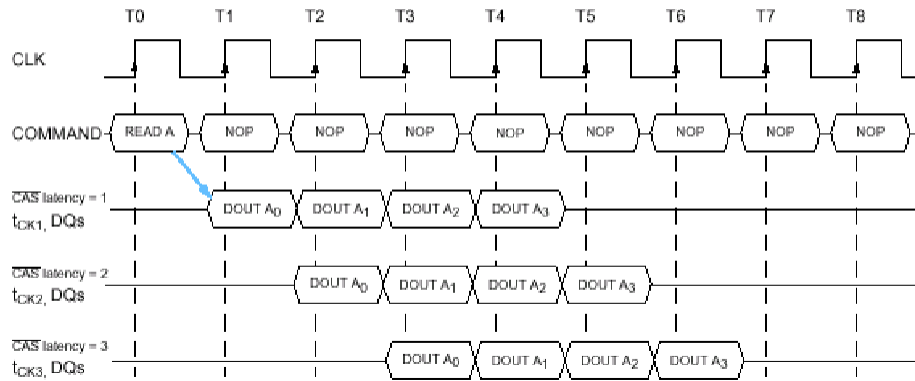 T0 T1 T2 T3 T4 T5 T6 T7 T8
CLK
COMMAND READ A NOP NOP NOP NOP NOP NOP NOP NOP
CAS latency = 1
tCK1, DQs DOUT A0 DOUT A1 DOUT A2 DOUT A3
CAS latency = 2
tCK2, DQs DOUT A0 DOUT A1 DOUT A2 DOUT A3
CAS latency = 3
tCK3, DQs DOUT A0 DOUT A1 DOUT A2 DOUT A3